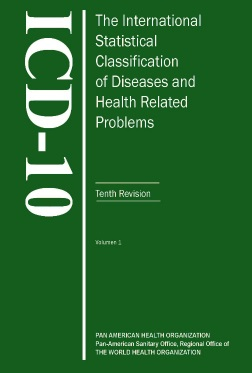 ICD-10
The International
Statistical
Classification
of Diseases and
Health Related
Problems
Tenth Revision
Volumen 1
PAN AMERICAN HEALTH ORGANIZATION
Pan-American Sanitary Office, Regional Office of
THE WORLD HEALTH ORGANIZATION